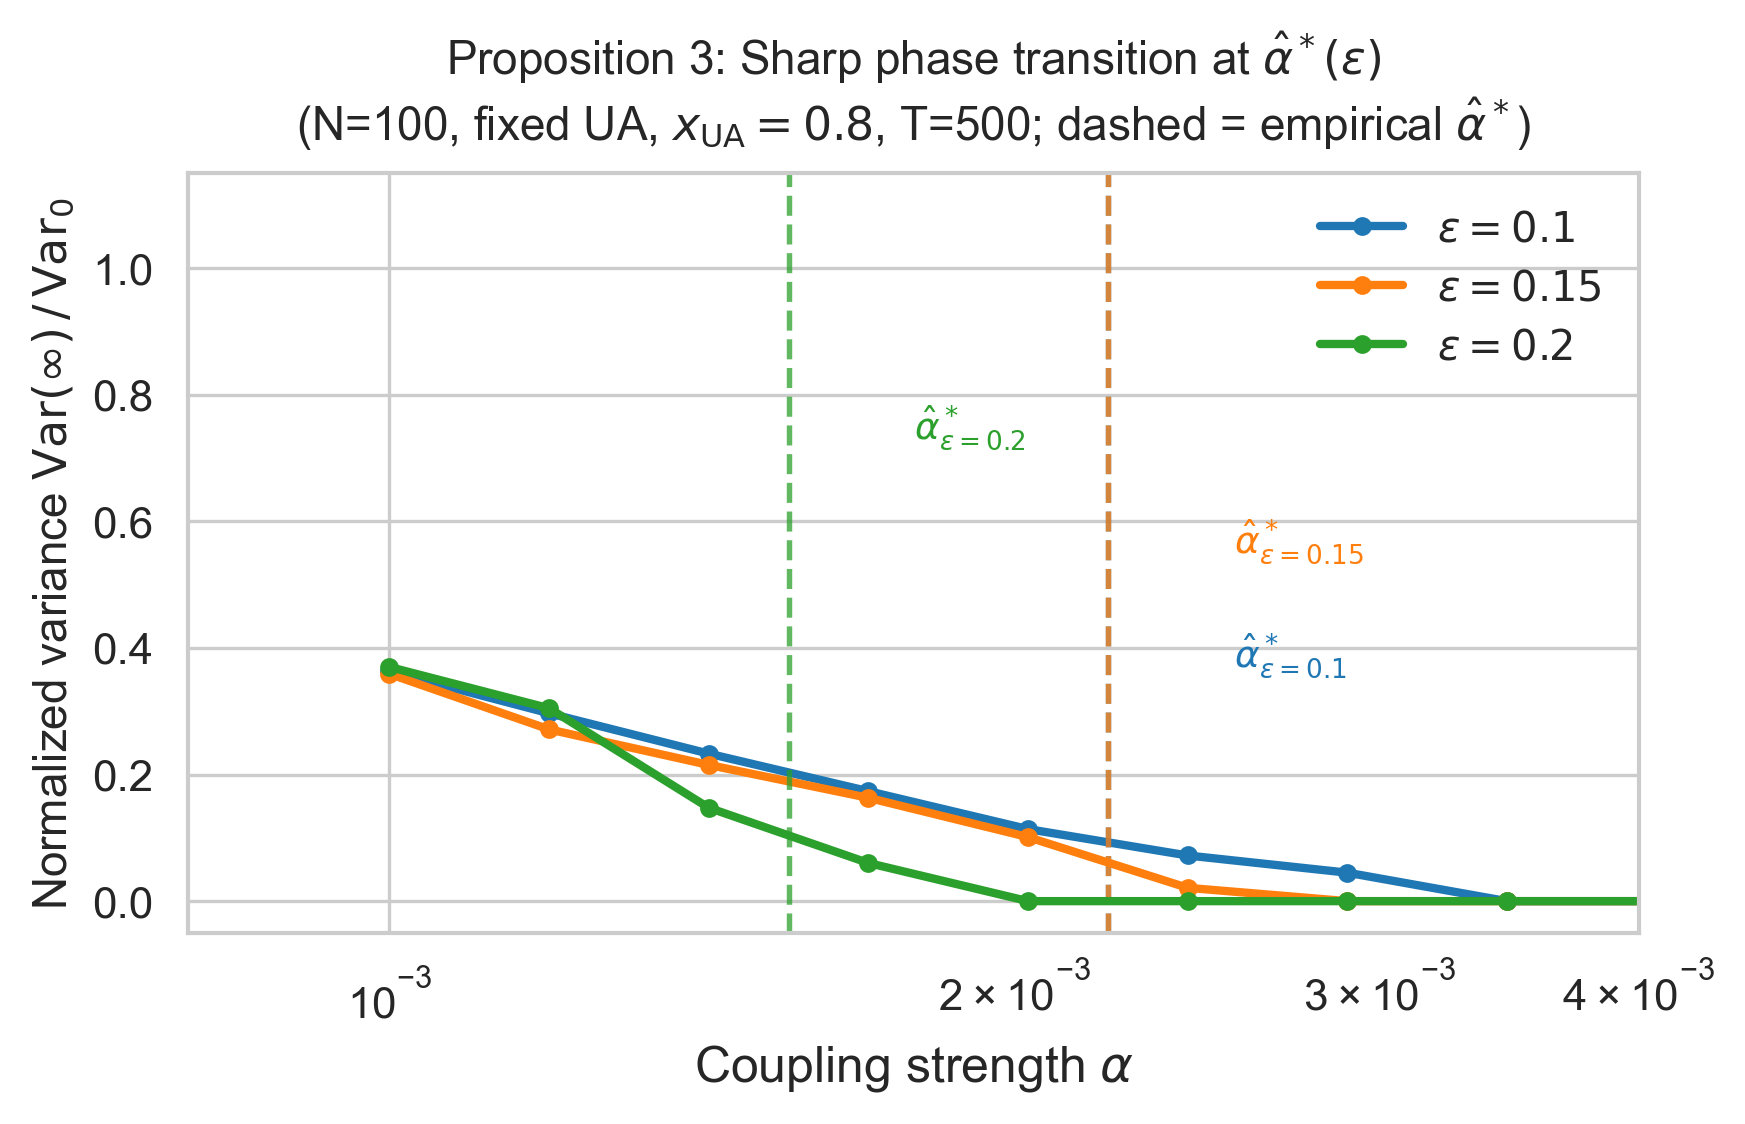 Proposition 3: Sharp phase transition at α̂*(ε)
(N=100, fixed UA, x_UA = 0.8, T=500; dashed = empirical α̂*)
Normalized variance Var(∞)/Var₀
1.0
0.8
0.6
0.4
0.2
0.0
ε = 0.1
ε = 0.15
ε = 0.2
α̂*_ε=0.2
α̂*_ε=0.15
α̂*_ε=0.1
10⁻³
2 × 10⁻³
3 × 10⁻³
4 × 10⁻³
Coupling strength α